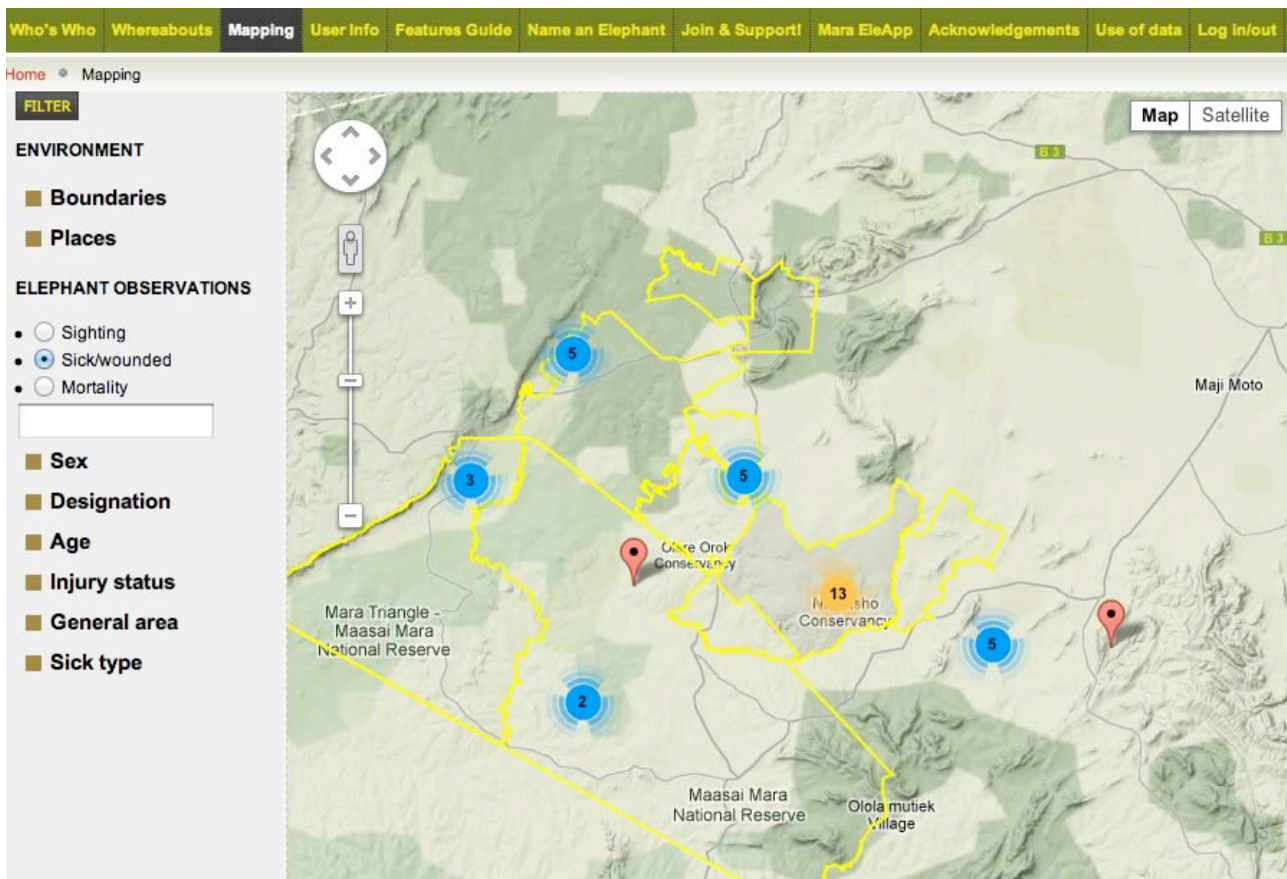 Who's Who Whereabouts Mapping User Info Features Guide Name an Elephant Join & Support! Mara EleApp Acknowledgements Use of data Log in/out
Home Mapping
FILTER
ENVIRONMENT
Boundaries
Places
ELEPHANT OBSERVATIONS
Sighting
Sick/wounded
Mortality
Sex
Designation
Age
Injury status
General area
Sick type
Map Satellite
B 3
B 3
5
Maji Moto
3
5
Olare Orok
Conservancy
13
Conservancy
Mara Triangle -
Maasai Mara
National Reserve
5
2
Maasai Mara
National Reserve
Ololaimutiek
Village